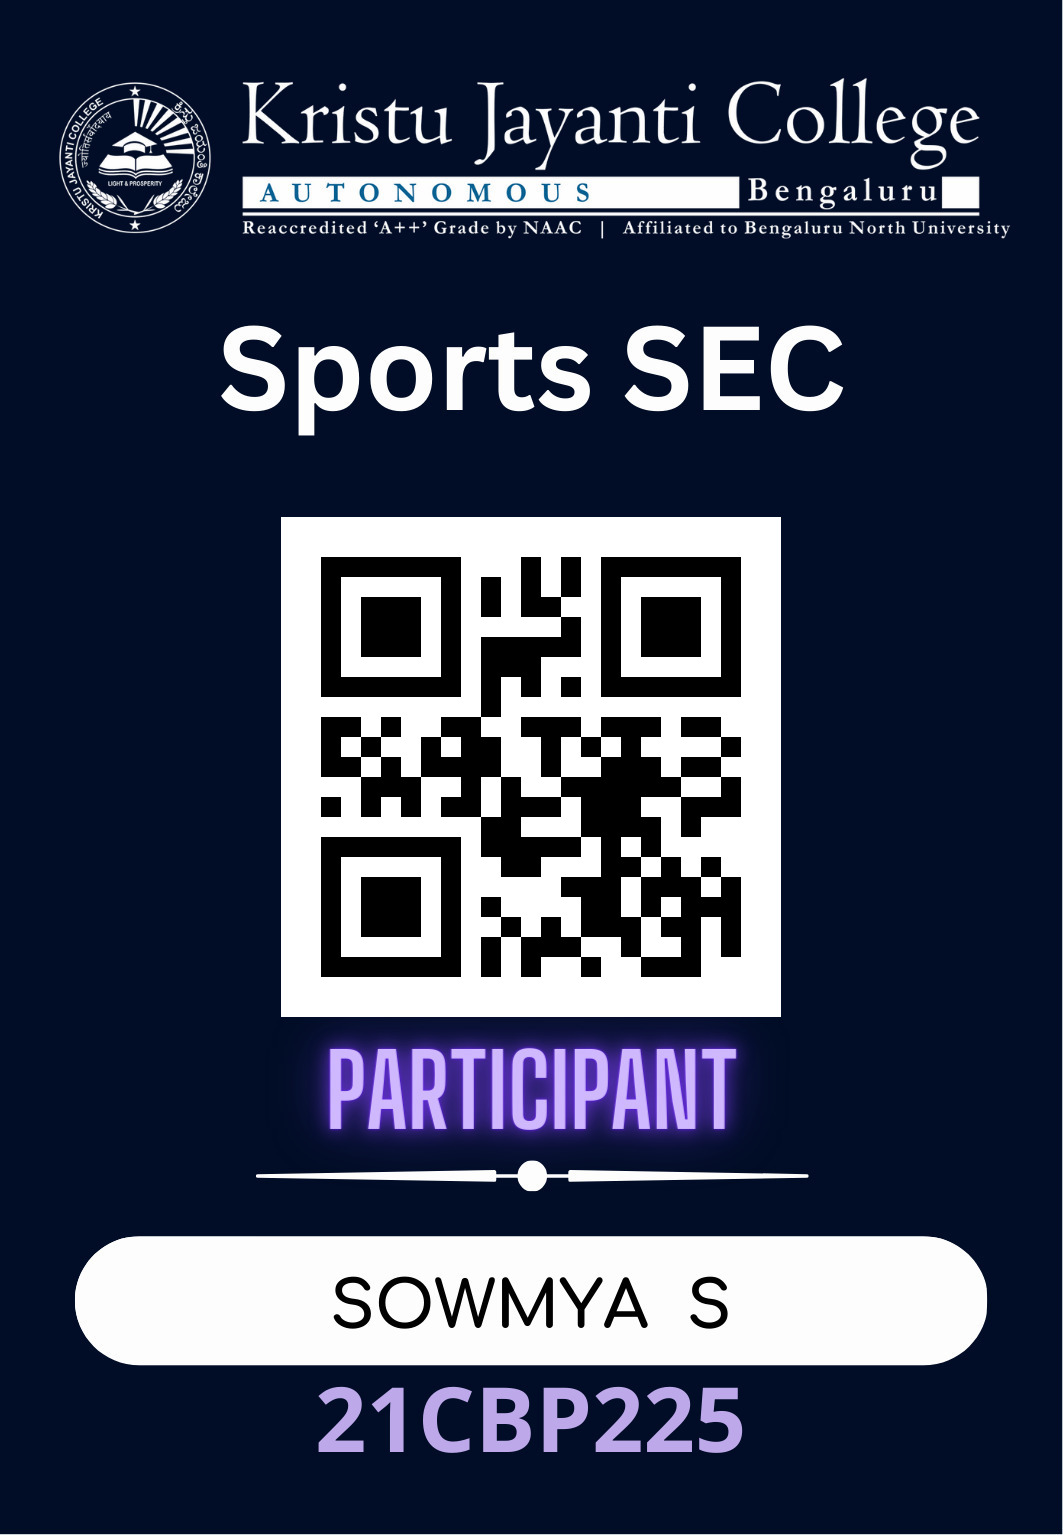 KRISTU JAYANTI COLLEGE
LIGHT & PROSPERITY
Kristu Jayanti College
AUTONOMOUS Bengaluru
Reaccredited ‘A++’ Grade by NAAC | Affiliated to Bengaluru North University
Sports SEC
PARTICIPANT
SOWMYA S
21CBP225